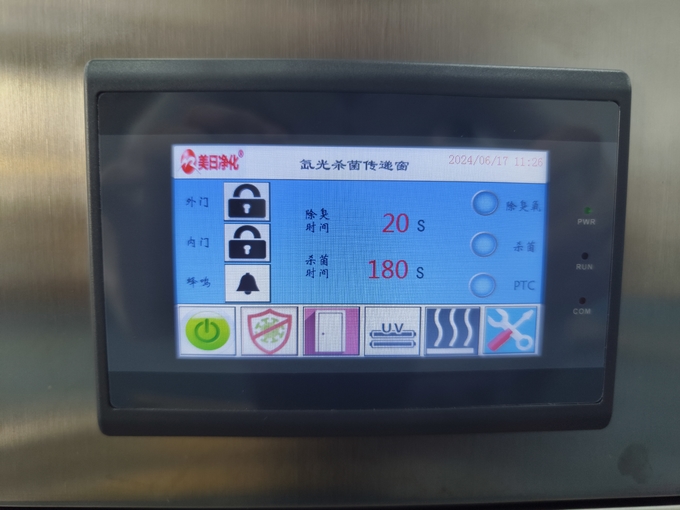 美日净化®
氙光杀菌传递窗
2024/06/17 11:26
外门
除臭时间
20 S
除臭氧
内门
杀菌
蜂鸣
杀菌时间
180 S
PTC
UV
PWR
RUN
COM